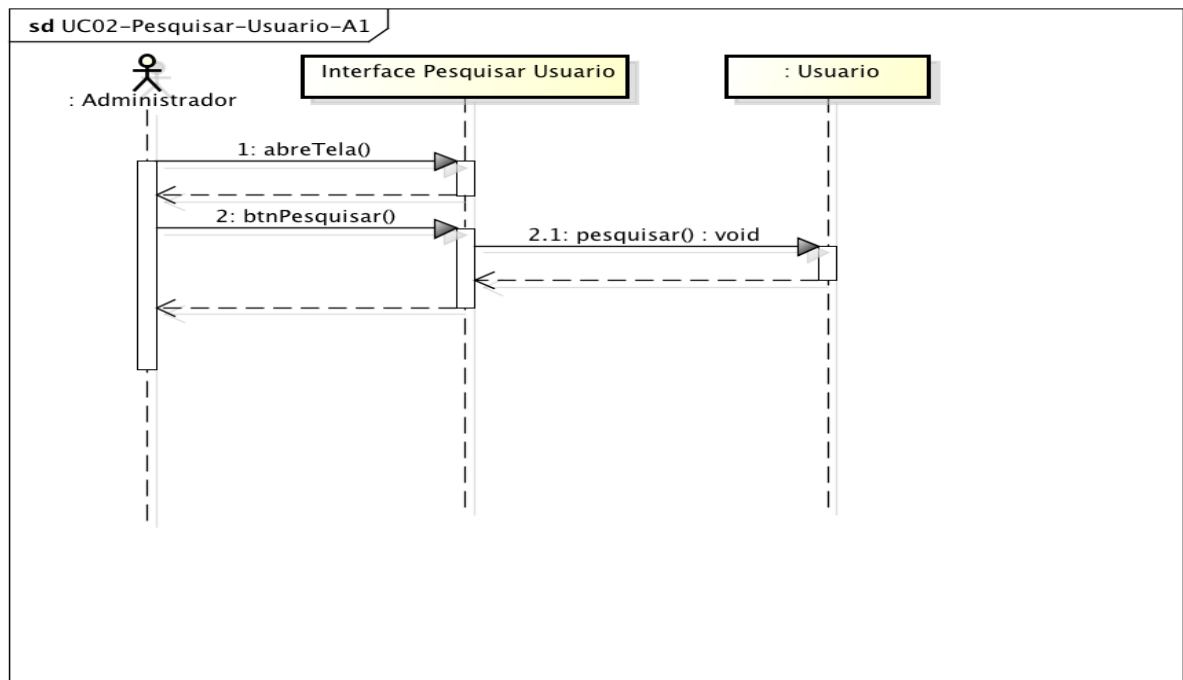 sd UC02-Pesquisar-Usuario-A1
: Administrador
Interface Pesquisar Usuario
: Usuario
1: abreTela()
2: btnPesquisar()
2.1: pesquisar() : void